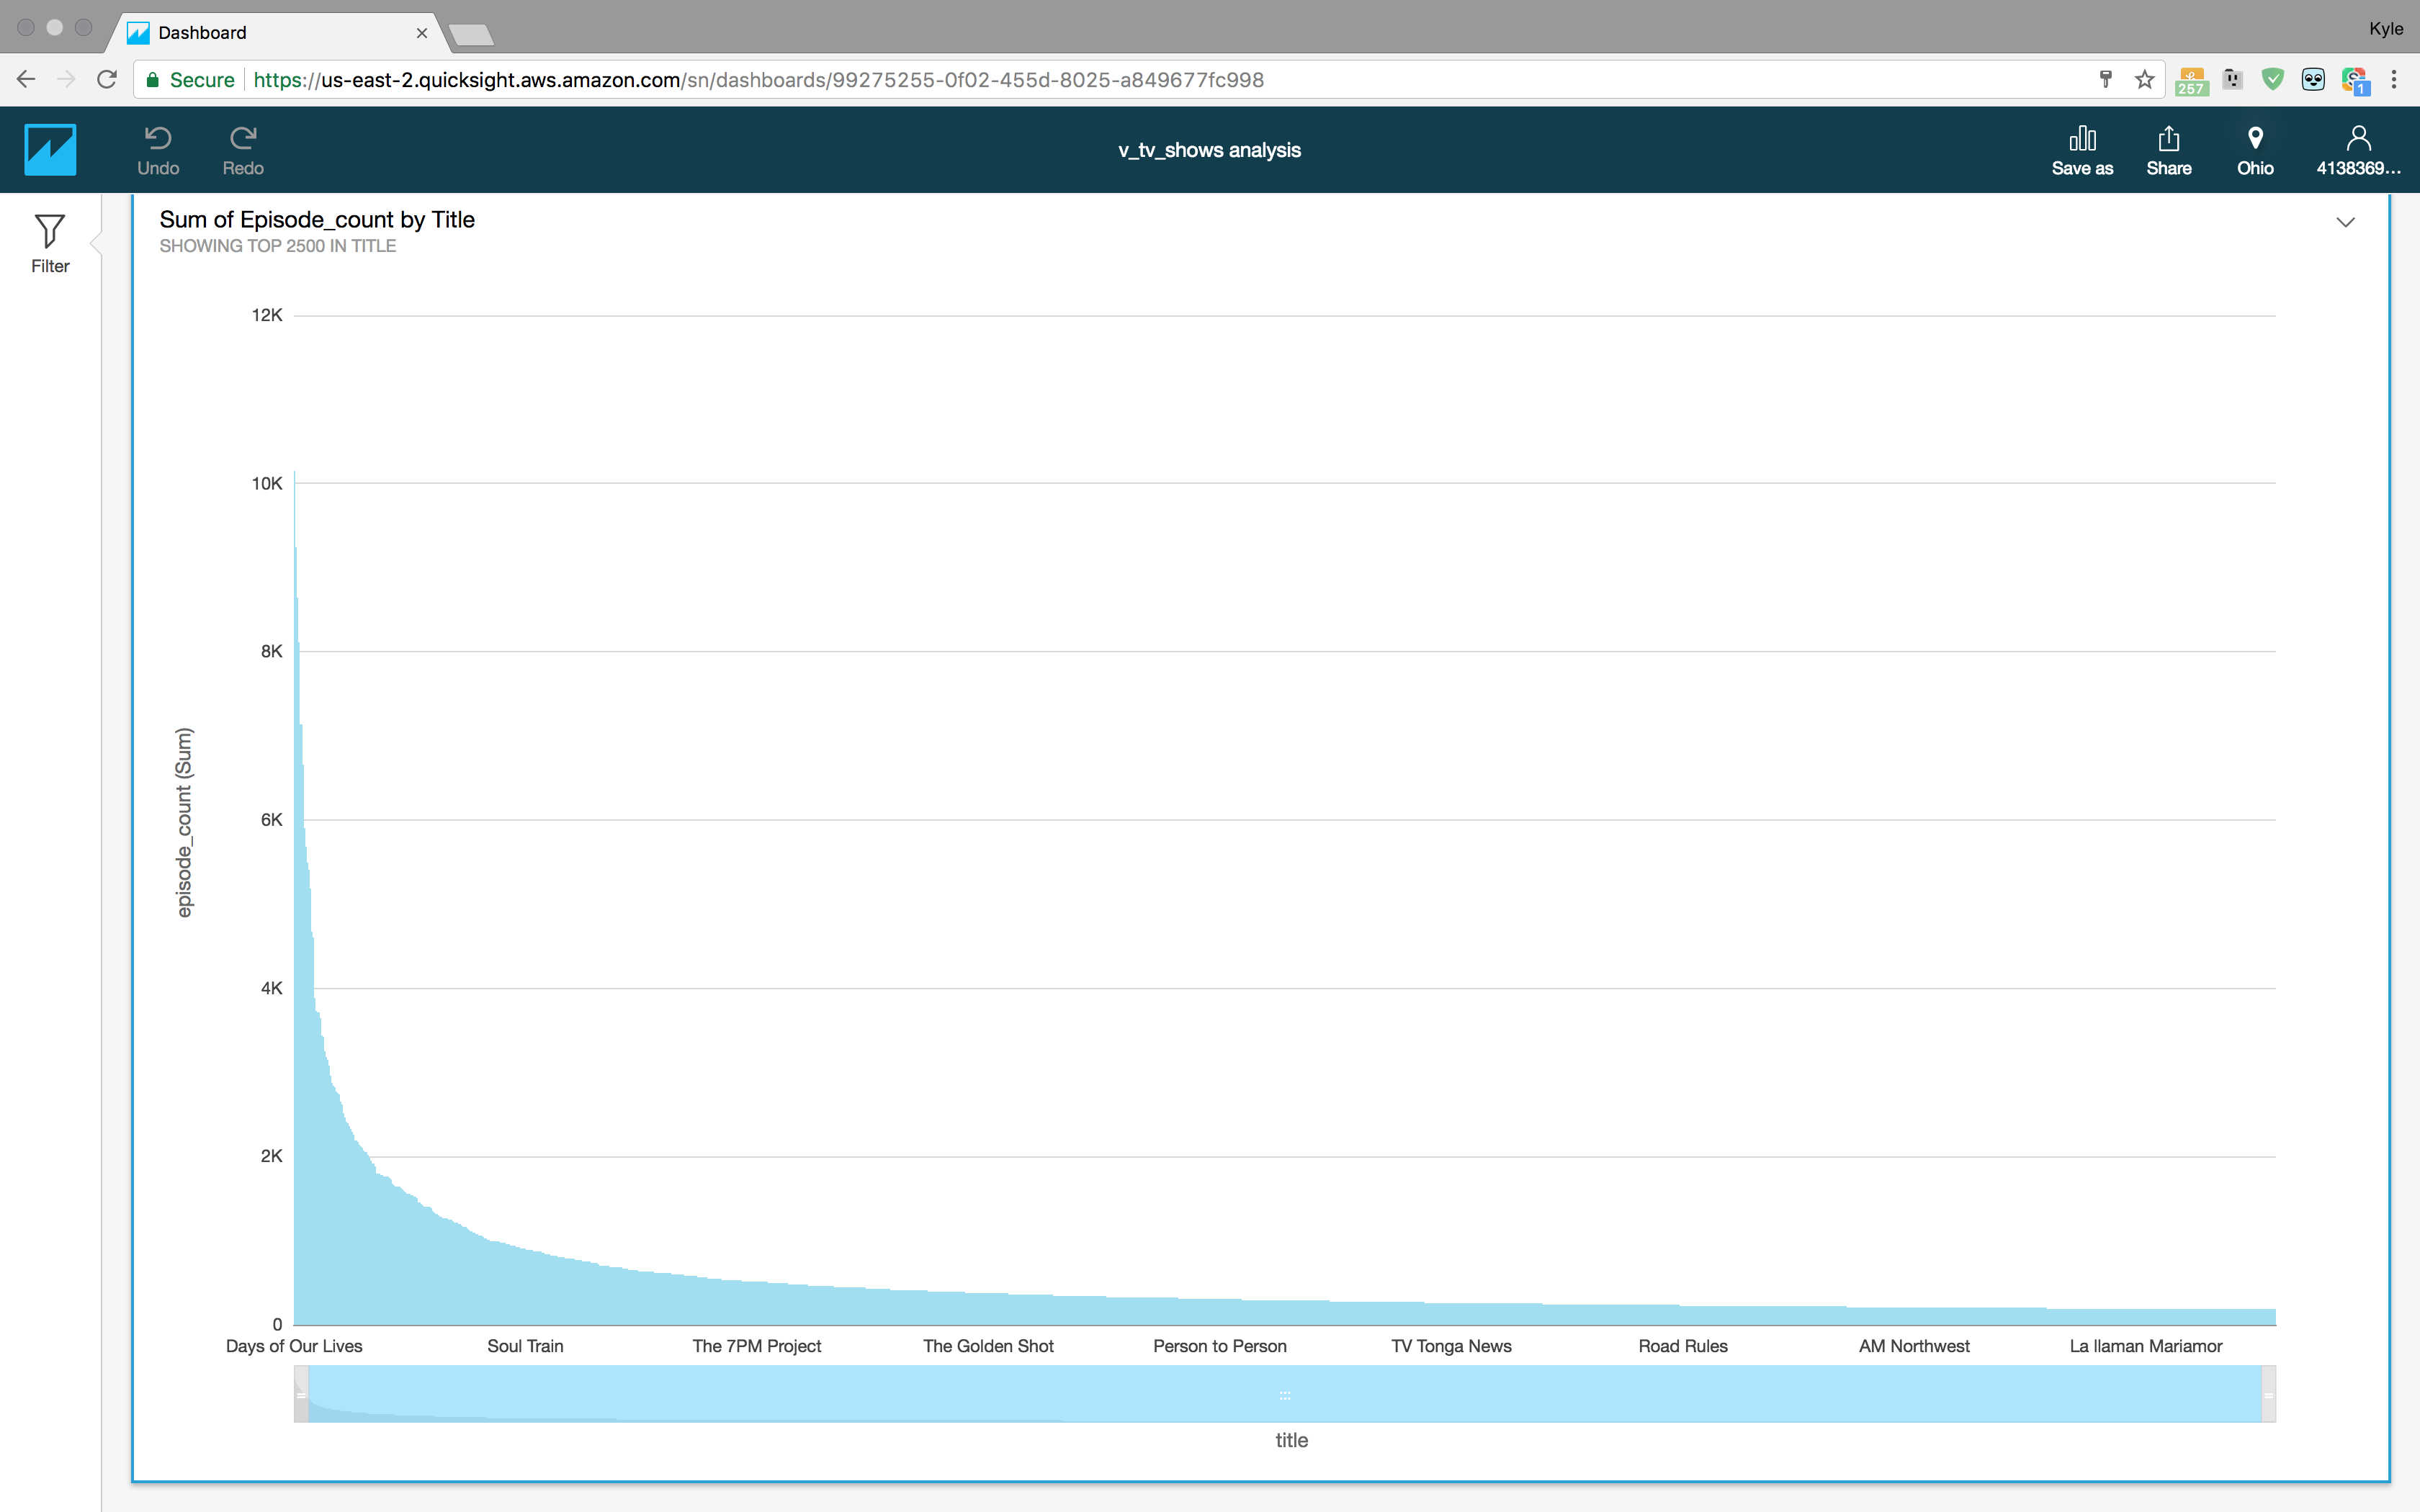 Dashboard
Kyle
Secure
https://us-east-2.quicksight.aws.amazon.com/sn/dashboards/99275255-0f02-455d-8025-a849677fc998
257
1
Undo
Redo
v_tv_shows analysis
Save as
Share
Ohio
4138369...
Filter
Sum of Episode_count by Title
SHOWING TOP 2500 IN TITLE
12K
10K
8K
6K
4K
2K
0
episode_count (Sum)
Days of Our Lives
Soul Train
The 7PM Project
The Golden Shot
Person to Person
TV Tonga News
Road Rules
AM Northwest
La llaman Mariamor
title